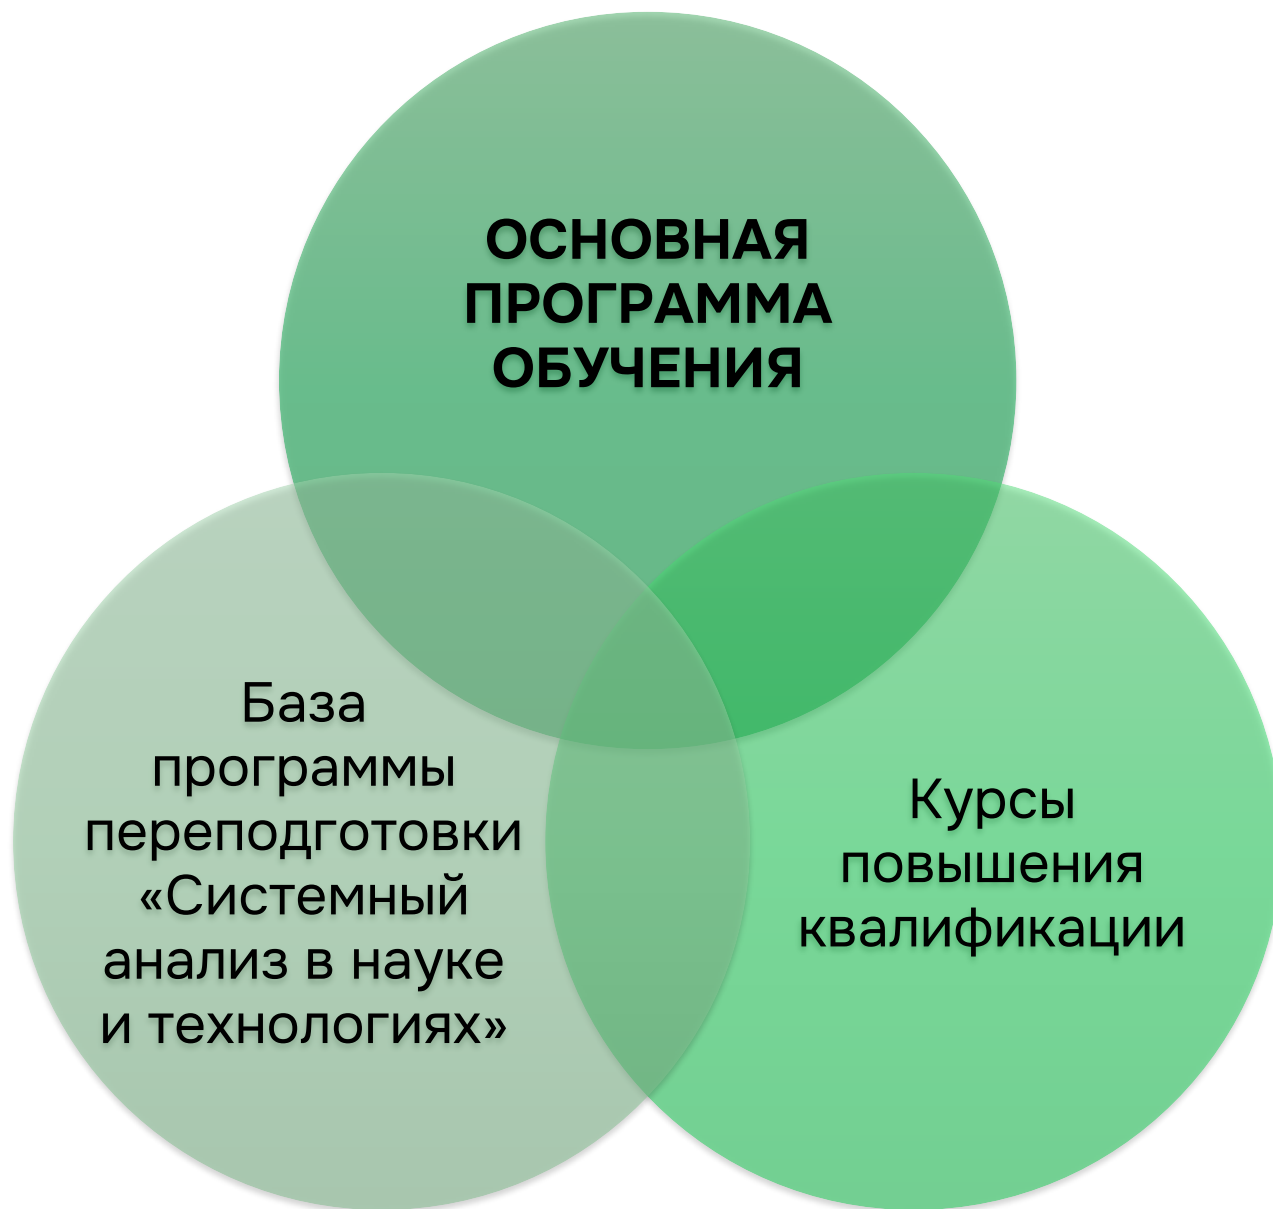 ОСНОВНАЯ
ПРОГРАММА
ОБУЧЕНИЯ
База
программы
переподготовки
«Системный
анализ в науке
и технологиях»
Курсы
повышения
квалификации